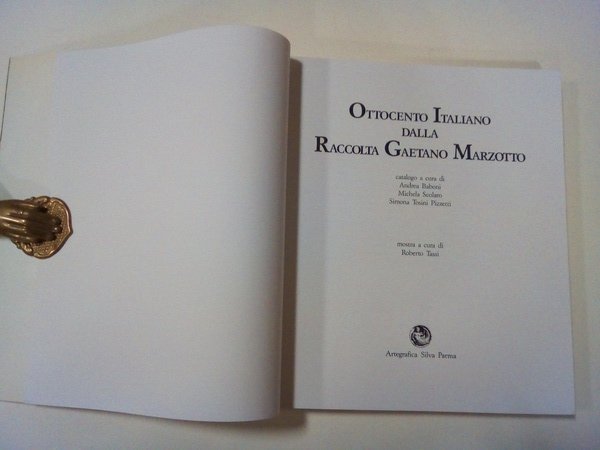 OTTOCENTO ITALIANO
DALLA
RACCOLTA GAETANO MARZOTTO
catalogo a cura di
Andrea Baboni
Michela Scolaro
Simona Tosini Pizzetti
mostra a cura di
Roberto Tassi
Artegrafica Silva Parma